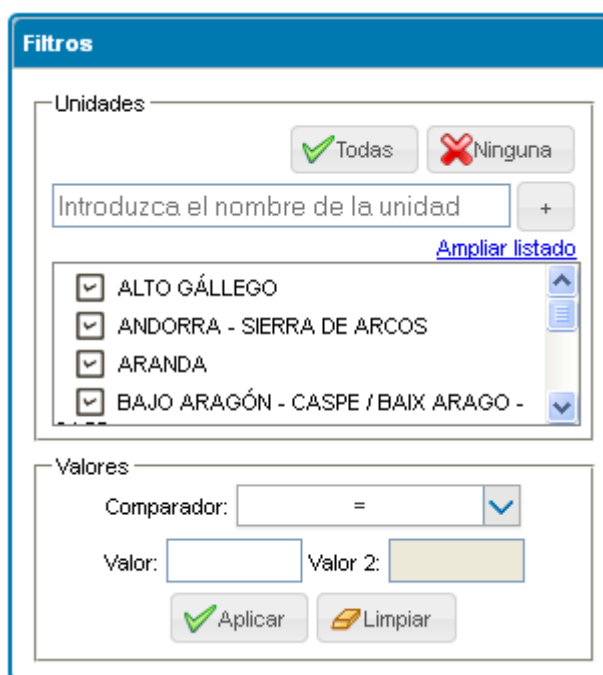 Filtros
Unidades
Todas Ninguna
Introduzca el nombre de la unidad +
Ampliar listado
ALTO GÁLLEGO
ANDORRA - SIERRA DE ARCOS
ARANDA
BAJO ARAGÓN - CASPE / BAIX ARAGO -
Valores
Comparador: =
Valor: Valor 2:
Aplicar Limpiar